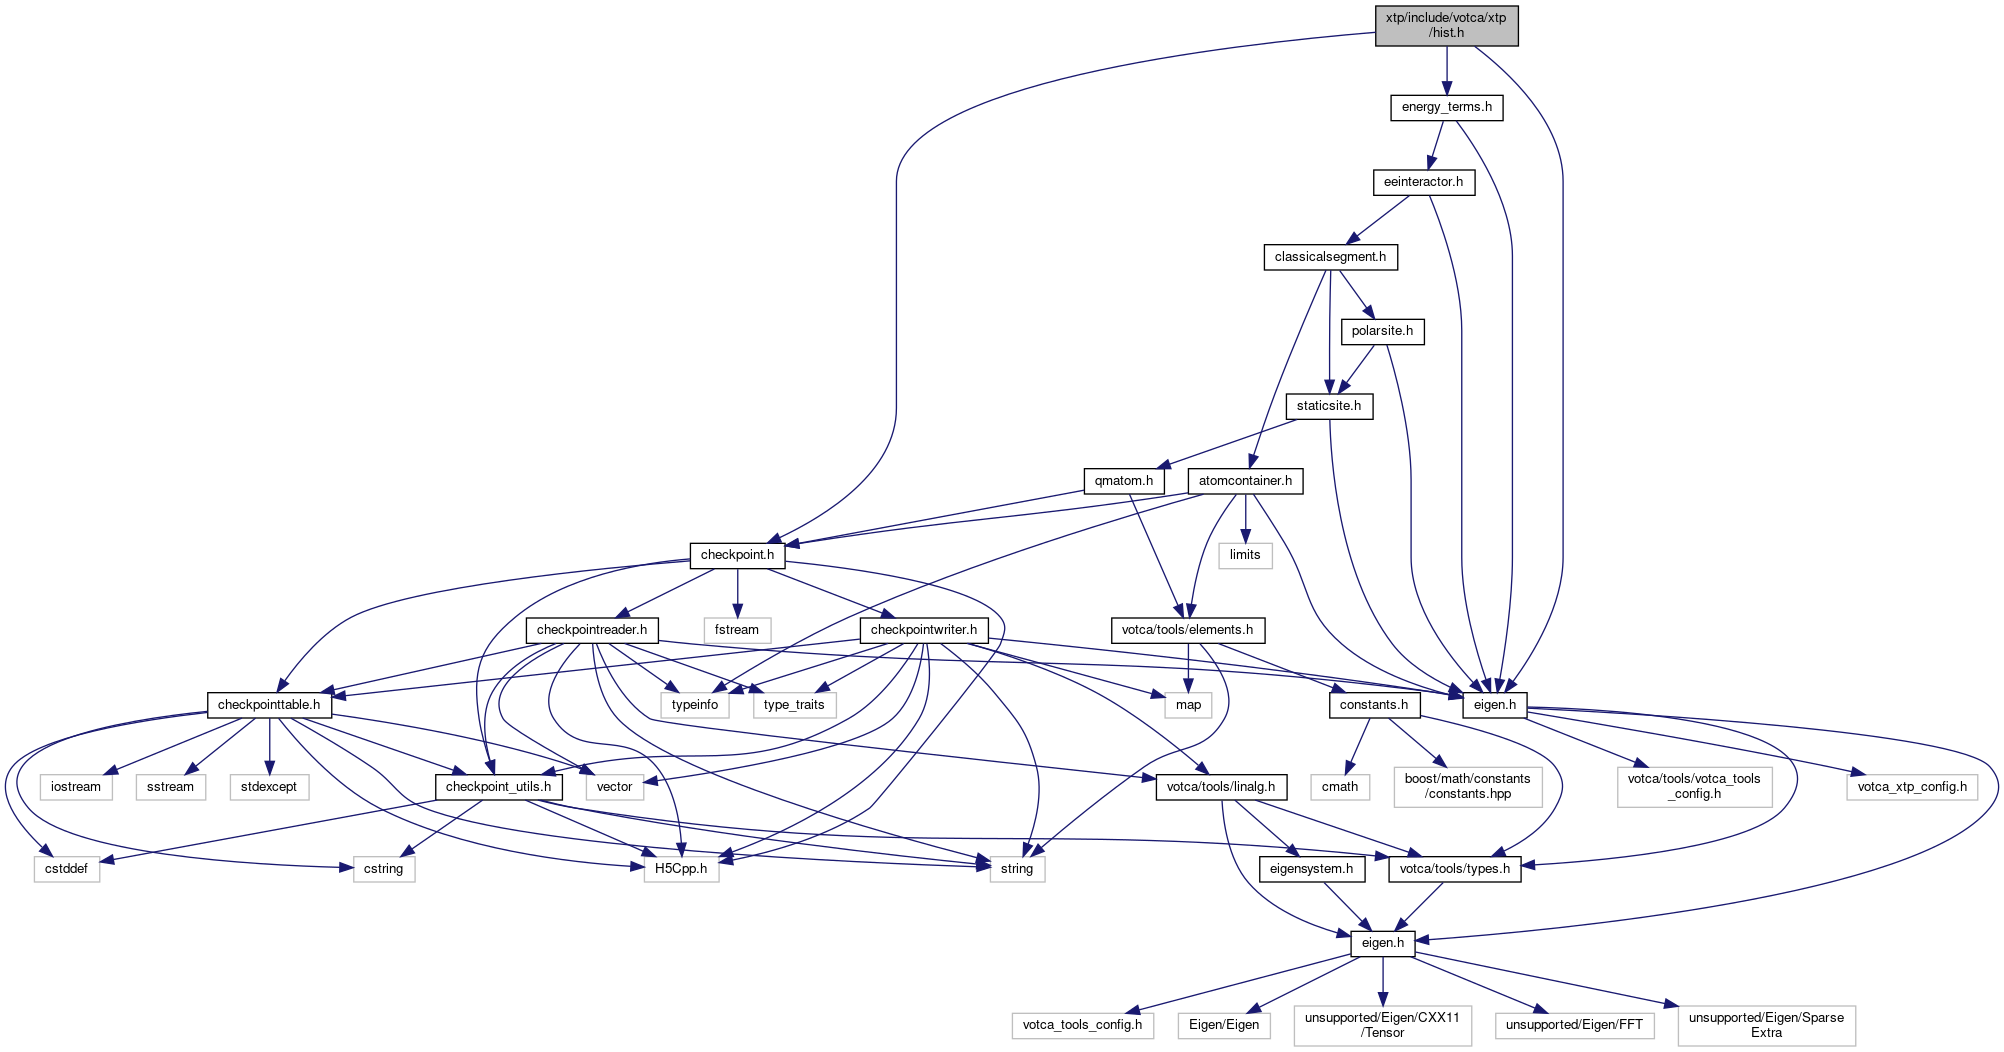 xtp/include/votca/xtp
/hist.h
energy_terms.h
eeinteractor.h
classicalsegment.h
polarsite.h
staticsite.h
qmatom.h
atomcontainer.h
checkpoint.h
limits
checkpointreader.h
fstream
checkpointwriter.h
votca/tools/elements.h
checkpointtable.h
typeinfo
type_traits
map
constants.h
eigen.h
iostream
sstream
stdexcept
checkpoint_utils.h
vector
votca/tools/linalg.h
cmath
boost/math/constants
/constants.hpp
votca/tools/votca_tools
_config.h
votca_xtp_config.h
cstddef
cstring
H5Cpp.h
string
eigensystem.h
votca/tools/types.h
eigen.h
votca_tools_config.h
Eigen/Eigen
unsupported/Eigen/CXX11
/Tensor
unsupported/Eigen/FFT
unsupported/Eigen/Sparse
Extra